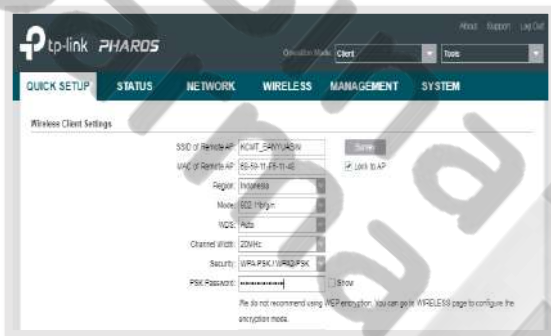 About Support Log Out
tp-link PHAROS
Operation Mode: Client Tools
QUICK SETUP STATUS NETWORK WIRELESS MANAGEMENT SYSTEM
Wireless Client Settings
SSID of Remote AP: Survey
MAC of Remote AP: Lock to AP
Region: Indonesia
Mode: 802.11b/g/n
WDS: Auto
Channel Width: 20MHz
Security: WPA-PSK / WPA2-PSK
PSK Password: Show
We do not recommend using WEP encryption. You can go to WIRELESS page to configure the
encryption mode.